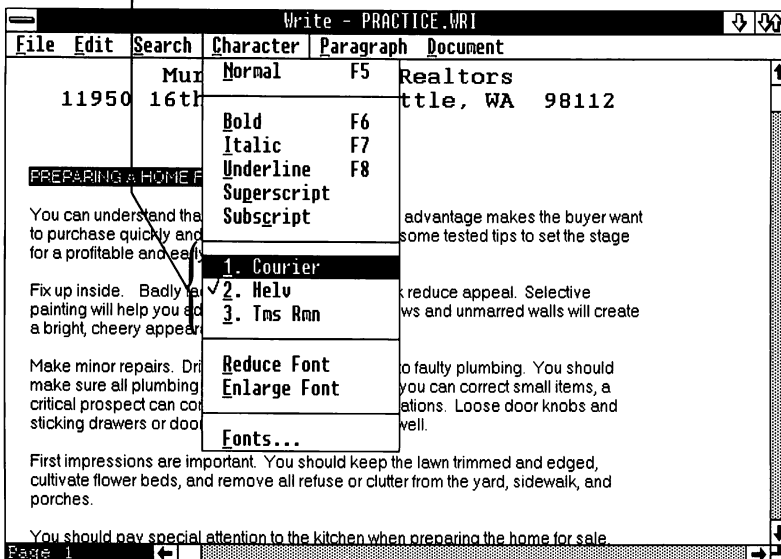 Write - PRACTICE.WRI
File Edit Search Character Paragraph Document
Mur Realtors
11950 16th ttle, WA 98112
Normal F5
Bold F6
Italic F7
Underline F8
Superscript
Subscript
1. Courier
✓2. Helv
3. Tms Rmn
Reduce Font
Enlarge Font
Fonts...
PREPARING A HOME F
You can understand tha advantage makes the buyer want
to purchase quickly and some tested tips to set the stage
for a profitable and early
Fix up inside. Badly fac k reduce appeal. Selective
painting will help you ad ws and unmarred walls will create
a bright, cheery appear
Make minor repairs. Dri o faulty plumbing. You should
make sure all plumbing you can correct small items, a
critical prospect can cor ations. Loose door knobs and
sticking drawers or door well.
First impressions are important. You should keep the lawn trimmed and edged,
cultivate flower beds, and remove all refuse or clutter from the yard, sidewalk, and
porches.
You should pay special attention to the kitchen when preparing the home for sale.
Page 1